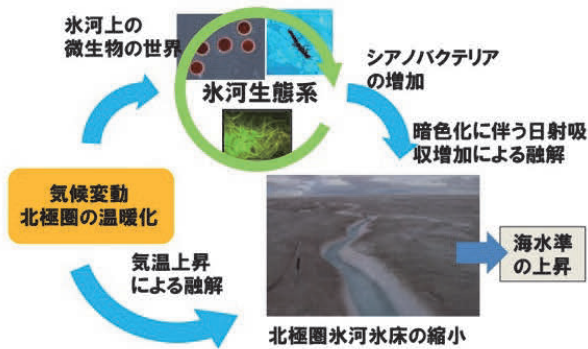 氷河上の
微生物の世界
氷河生態系
シアノバクテリア
の増加
暗色化に伴う日射吸
収増加による融解
気候変動
北極圏の温暖化
気温上昇
による融解
海水準
の上昇
北極圏氷河氷床の縮小